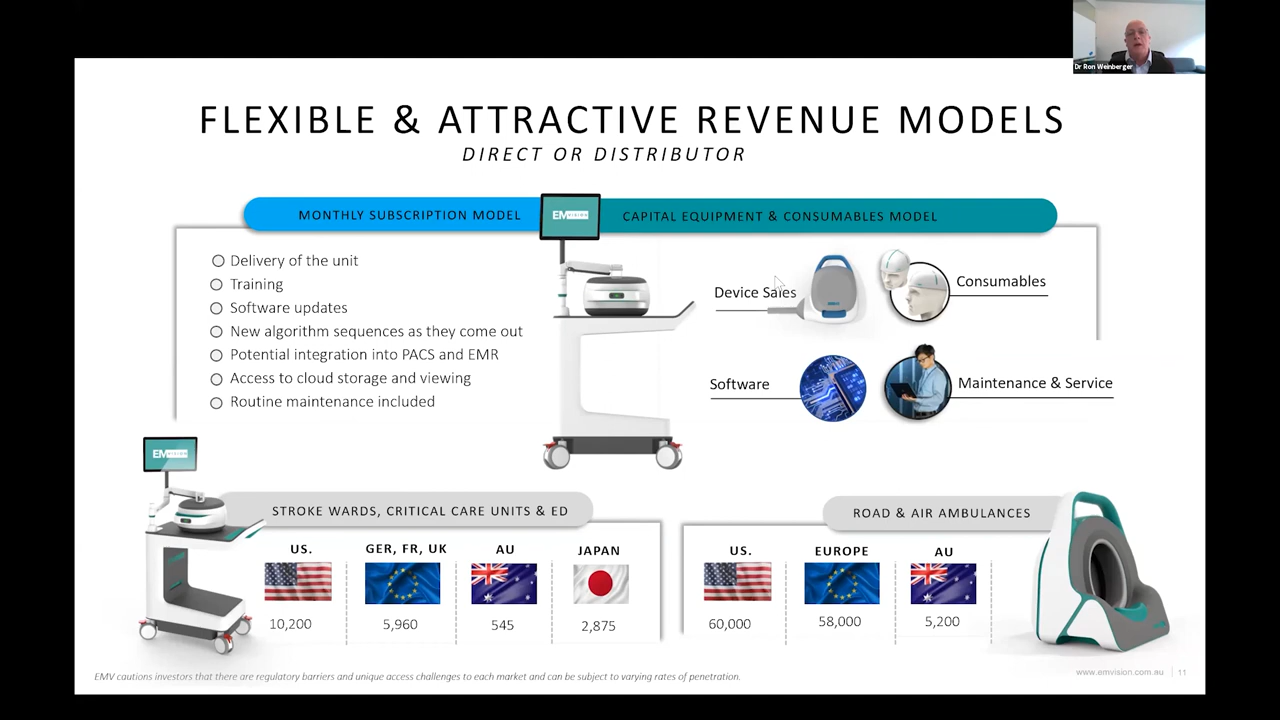 Dr Ron Weinberger
FLEXIBLE & ATTRACTIVE REVENUE MODELS
DIRECT OR DISTRIBUTOR
MONTHLY SUBSCRIPTION MODEL
EMVISION
CAPITAL EQUIPMENT & CONSUMABLES MODEL
Delivery of the unit
Training
Software updates
New algorithm sequences as they come out
Potential integration into PACS and EMR
Access to cloud storage and viewing
Routine maintenance included
Device Sales
Consumables
Software
Maintenance & Service
EMVISION
STROKE WARDS, CRITICAL CARE UNITS & ED
US. GER, FR, UK AU JAPAN
10,200 5,960 545 2,875
ROAD & AIR AMBULANCES
US. EUROPE AU
60,000 58,000 5,200
EMV cautions investors that there are regulatory barriers and unique access challenges to each market and can be subject to varying rates of penetration.
www.emvision.com.au | 11